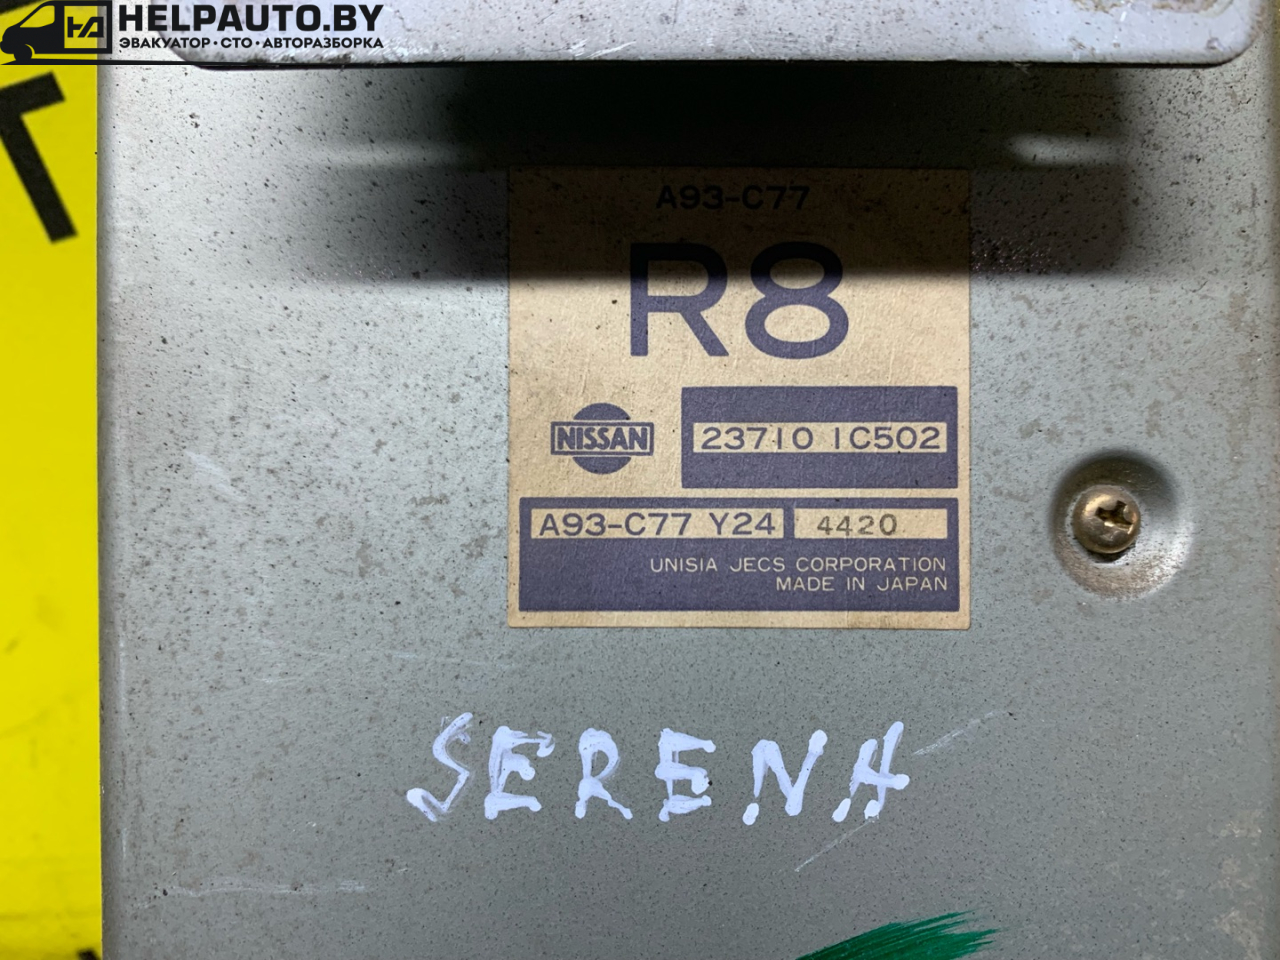 HELPAUTO.BY
ЭВАКУАТОР·СТО·АВТОРАЗБОРКА
A93-C77
R8
NISSAN
23710 1C502
A93-C77 Y24 4420
UNISIA JECS CORPORATION
MADE IN JAPAN
SERENA